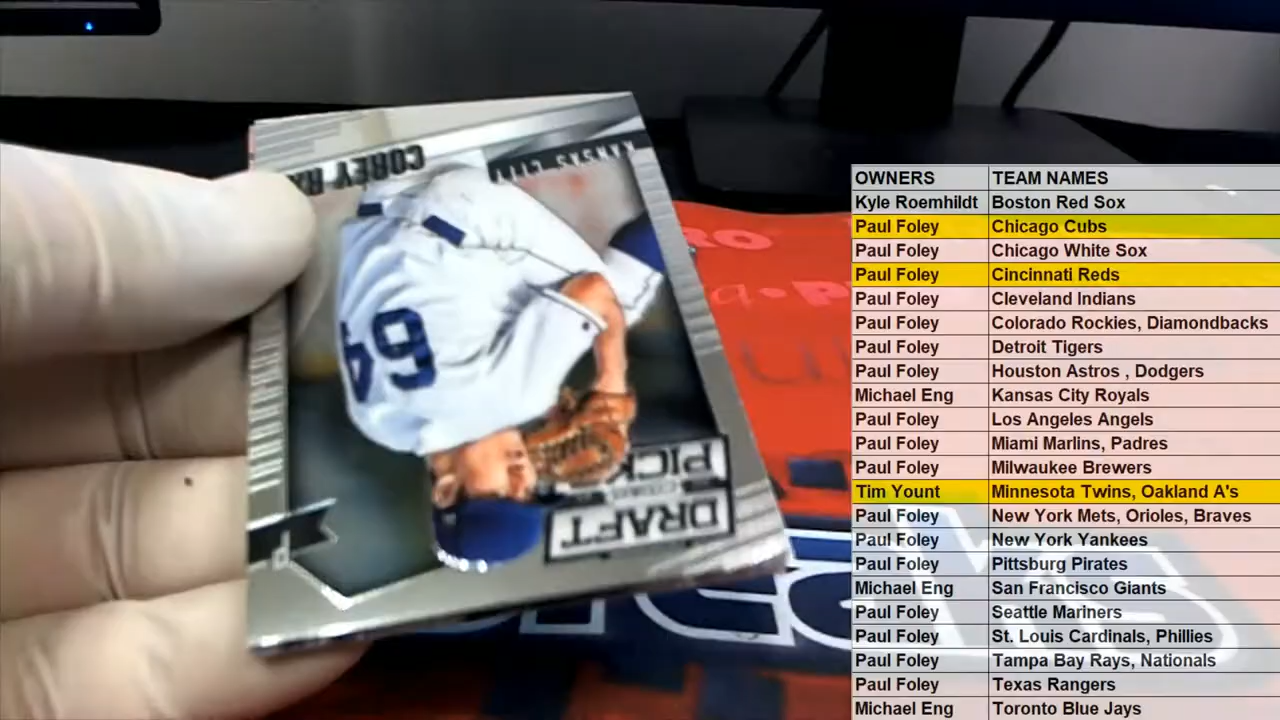 COREY RA
KANSAS CITY
64
DRAFT
PICK
P
RO
OWNERS TEAM NAMES
Kyle Roemhildt Boston Red Sox
Paul Foley Chicago Cubs
Paul Foley Chicago White Sox
Paul Foley Cincinnati Reds
Paul Foley Cleveland Indians
Paul Foley Colorado Rockies, Diamondbacks
Paul Foley Detroit Tigers
Paul Foley Houston Astros , Dodgers
Michael Eng Kansas City Royals
Paul Foley Los Angeles Angels
Paul Foley Miami Marlins, Padres
Paul Foley Milwaukee Brewers
Tim Yount Minnesota Twins, Oakland A's
Paul Foley New York Mets, Orioles, Braves
Paul Foley New York Yankees
Paul Foley Pittsburg Pirates
Michael Eng San Francisco Giants
Paul Foley Seattle Mariners
Paul Foley St. Louis Cardinals, Phillies
Paul Foley Tampa Bay Rays, Nationals
Paul Foley Texas Rangers
Michael Eng Toronto Blue Jays